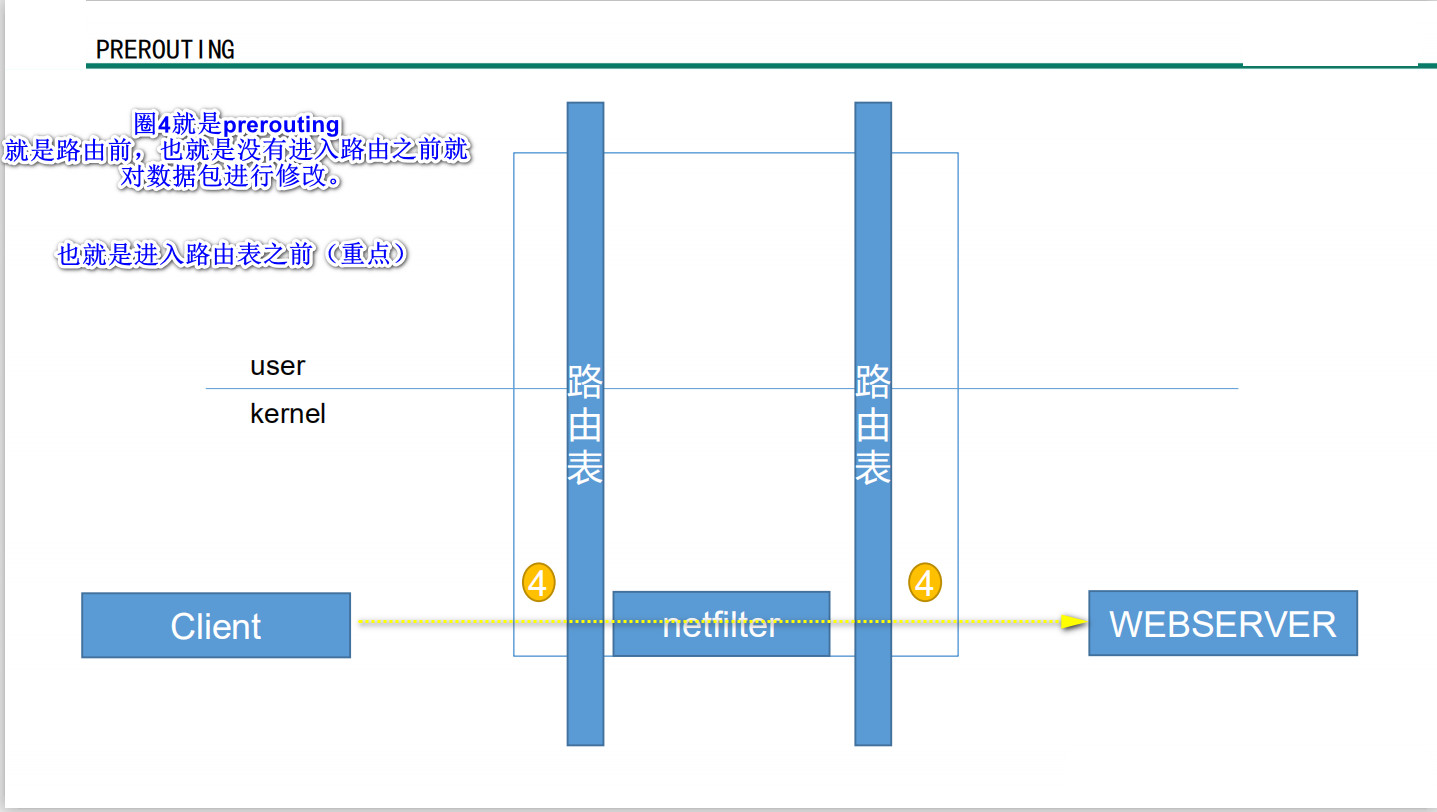 PREROUTING
圈4就是prerouting
就是路由前，也就是没有进入路由之前就
对数据包进行修改。
也就是进入路由表之前（重点）
user
kernel
路由表
路由表
4
4
Client
netfilter
WEBSERVER